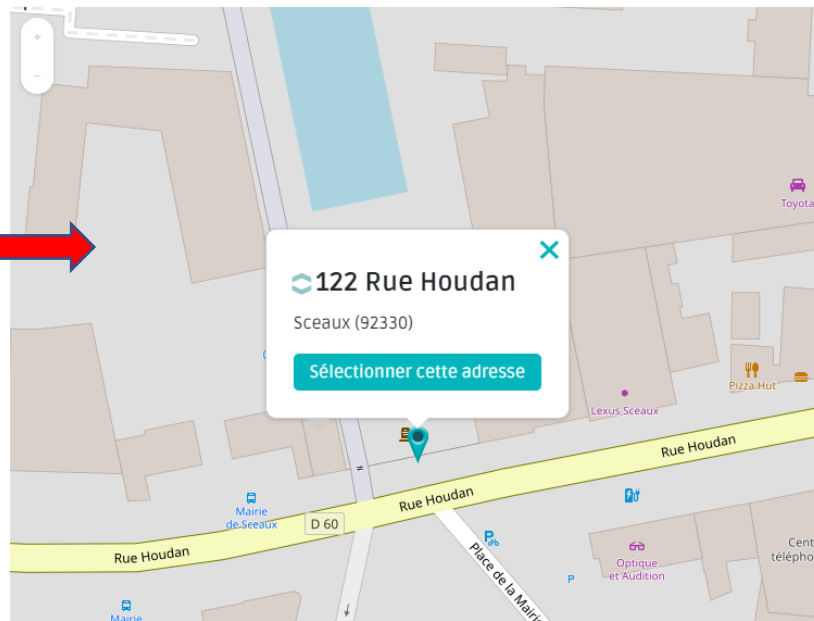 +
−
Toyota
122 Rue Houdan
Sceaux (92330)
Sélectionner cette adresse
Pizza Hut
Lexus Sceaux
Rue Houdan
Rue Houdan
Mairie
de Sceaux
D 60
Rue Houdan
Place de la Mairie
Optique
et Audition
P
Cent
télépho
Mairie